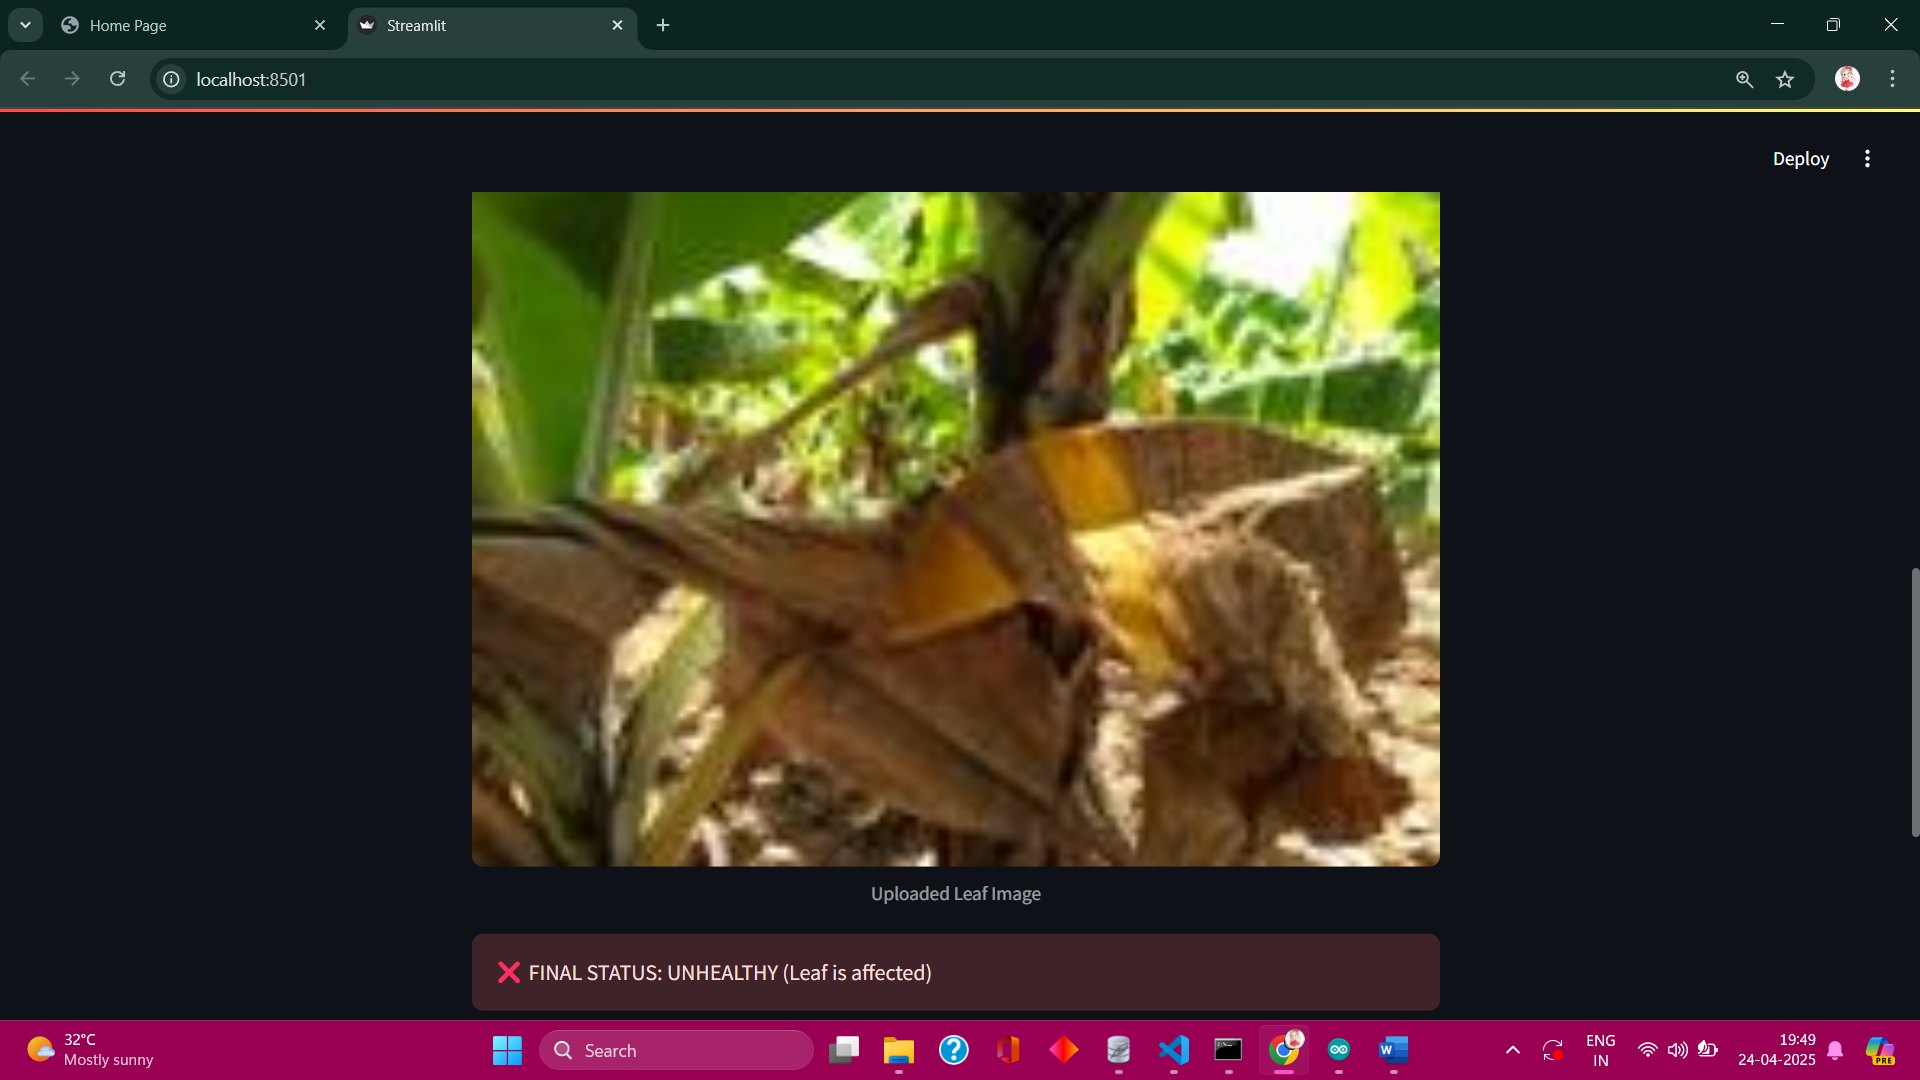 Home Page
Streamlit
localhost:8501
Deploy
Uploaded Leaf Image
❌ FINAL STATUS: UNHEALTHY (Leaf is affected)
32°C
Mostly sunny
Search
ENG
IN
19:49
24-04-2025
PRE